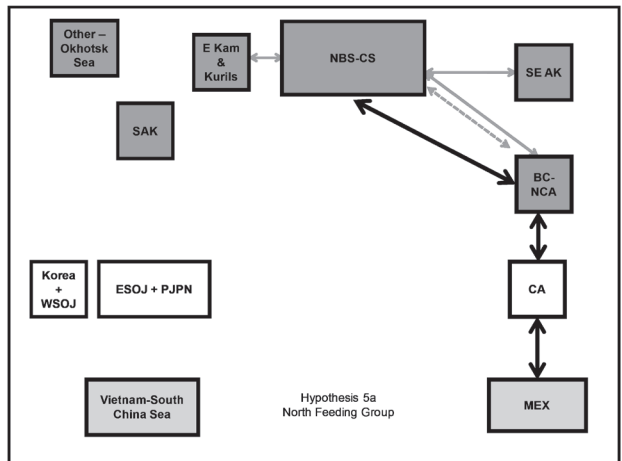 Other –
Okhotsk
Sea
E Kam
&
Kurils
NBS-CS
SE AK
SAK
BC-
NCA
Korea
+
WSOJ
ESOJ + PJPN
CA
Vietnam-South
China Sea
Hypothesis 5a
North Feeding Group
MEX